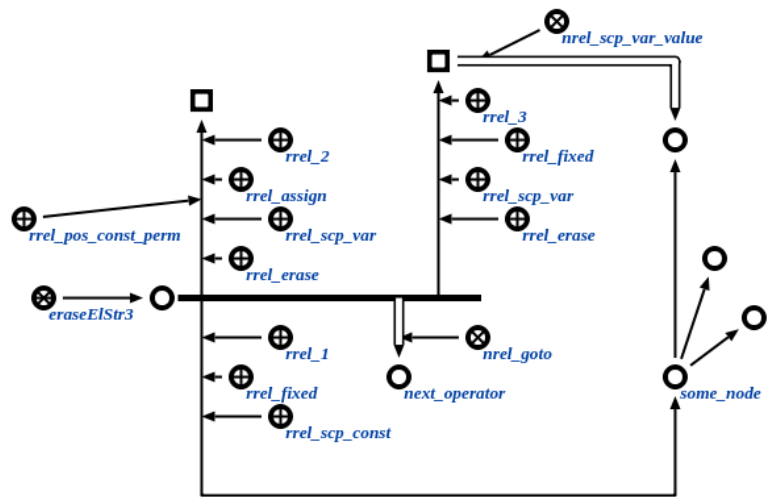 nrel_scp_var_value
rrel_3
rrel_2
rrel_fixed
rrel_assign
rrel_scp_var
rrel_pos_const_perm
rrel_scp_var
rrel_erase
rrel_erase
eraseElStr3
rrel_1
nrel_goto
rrel_fixed
next_operator
some_node
rrel_scp_const